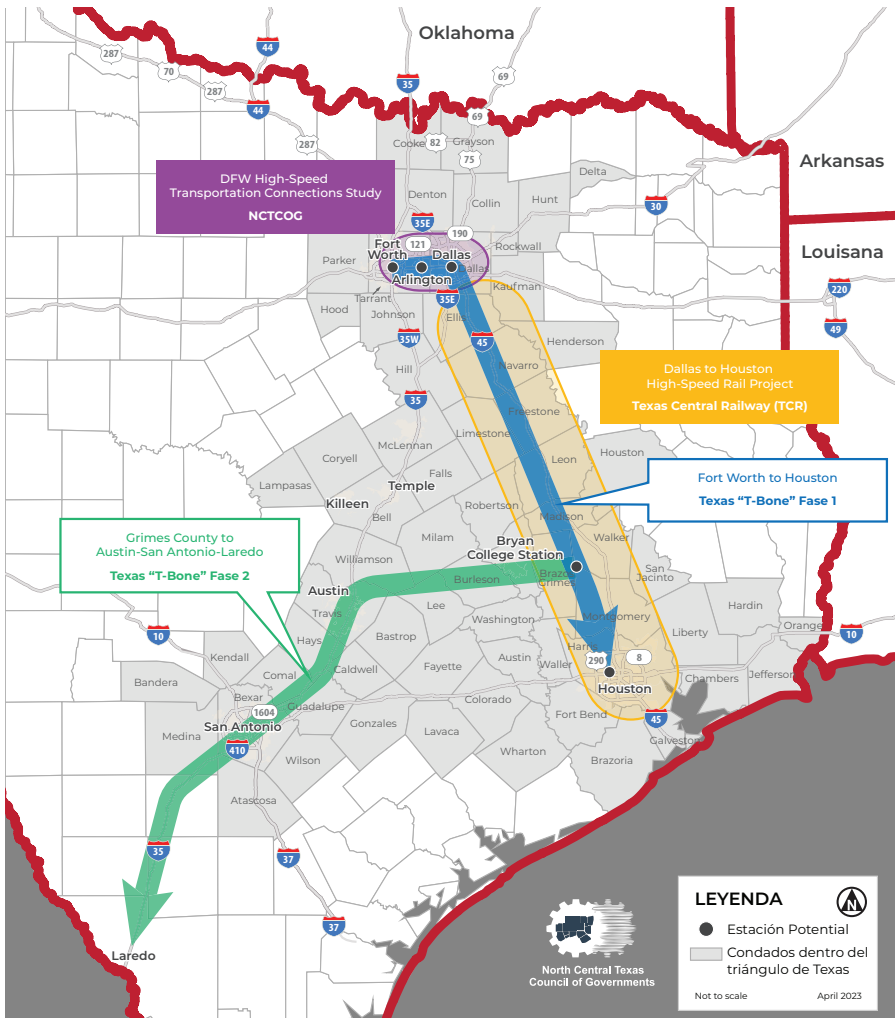 Oklahoma
Arkansas
Louisana
44
287
70
287
44
287
35
69
69
82
75
Cooke
Grayson
Delta
DFW High-Speed
Transportation Connections Study
NCTCOG
Denton
Collin
Hunt
30
35E
190
121
Rockwall
Fort
Worth
Dallas
Dallas
Arlington
Parker
Tarrant
Kaufman
220
49
35E
Hood
Johnson
Ellis
35W
45
Henderson
Hill
Navarro
35
Dallas to Houston
High-Speed Rail Project
Texas Central Railway (TCR)
Freestone
Limestone
McLennan
Coryell
Falls
Leon
Houston
Lampasas
Temple
Killeen
Bell
Robertson
Fort Worth to Houston
Texas “T-Bone” Fase 1
Madison
Walker
Milam
Bryan
College Station
Grimes County to
Austin-San Antonio-Laredo
Texas “T-Bone” Fase 2
Williamson
Burleson
Brazos
Grimes
San
Jacinto
Austin
Travis
Lee
Washington
Montgomery
Hardin
Liberty
Orange
10
10
Hays
Bastrop
Harris
Kendall
Comal
Caldwell
Fayette
Austin
Waller
290
8
Bandera
Bexar
Houston
Chambers
Jefferson
Guadalupe
Colorado
1604
San Antonio
Medina
410
Gonzales
Lavaca
Fort Bend
45
Galveston
Wilson
Wharton
Brazoria
Atascosa
35
37
37
Laredo
North Central Texas
Council of Governments
LEYENDA
N
Estación Potential
Condados dentro del
triángulo de Texas
Not to scale
April 2023